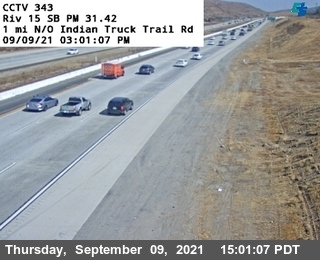 CCTV 343
Riv 15 SB PM 31.42
1 mi N/O Indian Truck Trail Rd
09/09/21 03:01:07 PM
Thursday, September 09, 2021 15:01:07 PDT